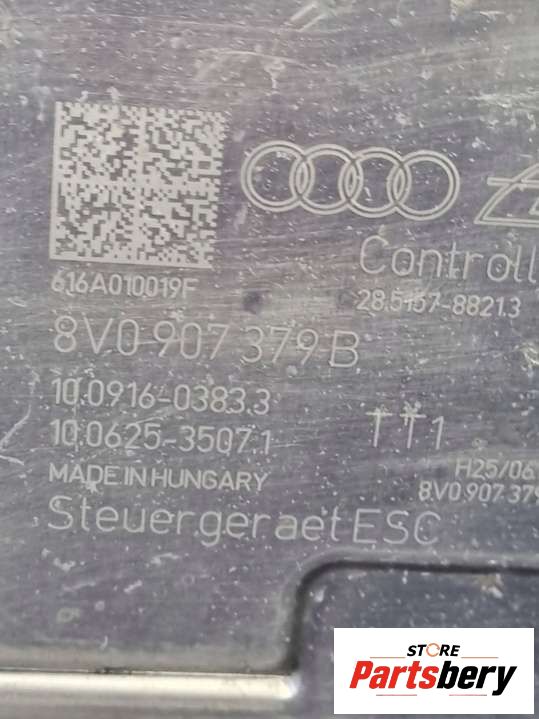 Controll
616A010019F
28.5157-8821.3
8V0 907 379 B
10.0916-0383.3
10.0625-3507.1
TT1
H25/06
MADE IN HUNGARY
8V0 907 379
Steuergeraet ESC
STORE
Partsbery